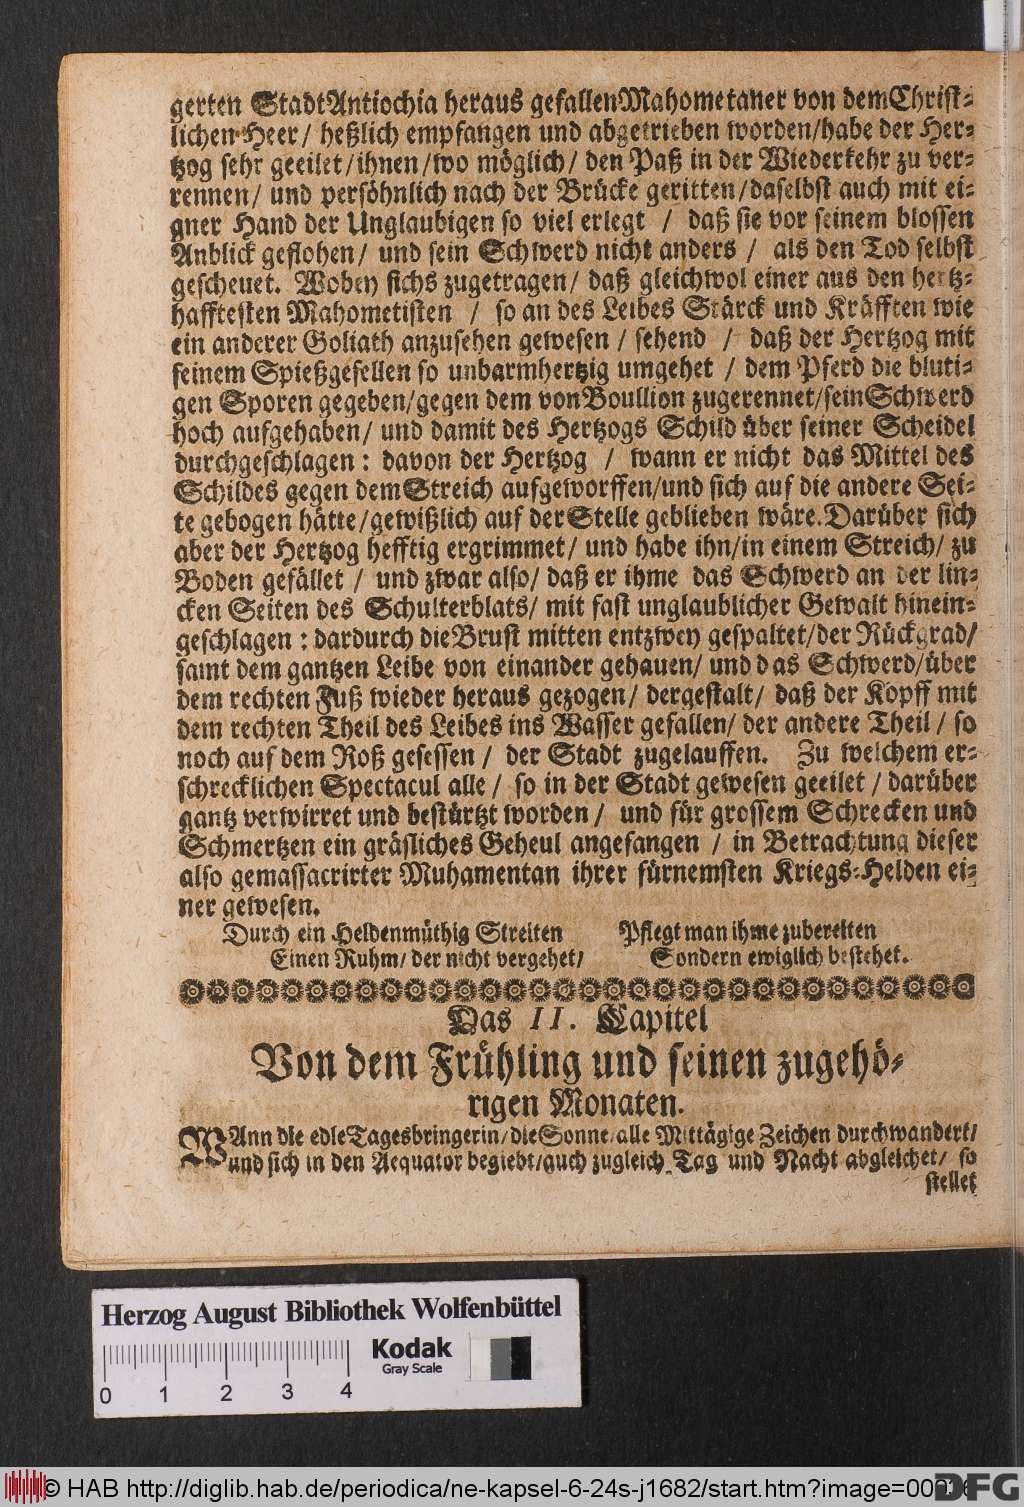 gerten Stadt Antiochia heraus gefallen Mahometaner von dem Christ-
lichen Heer / heßlich empfangen und abgetrieben worden / habe der Her-
tzog sehr geeilet / ihnen / wo möglich / den Paß in der Wiederkehr zu ver-
rennen / und persöhnlich nach der Brücke geritten / daselbst auch mit ei-
gner Hand der Unglaubigen so viel erlegt / daß sie vor seinem blossen
Anblick geflohen / und sein Schwerd nicht anders / als den Tod selbst
gescheuet. Wobey sichs zugetragen / daß gleichwol einer aus den hertz-
hafftesten Mahometisten / so an des Leibes Stärck und Kräfften wie
ein anderer Goliath anzusehen gewesen / sehend / daß der Hertzog mit
seinem Spießgesellen so unbarmhertzig umgehet / dem Pferd die bluti-
gen Sporen gegeben / gegen dem von Boullion zugerennet / sein Schwerd
hoch aufgehaben / und damit des Hertzogs Schild über seiner Scheidel
durchgeschlagen : davon der Hertzog / wann er nicht das Mittel des
Schildes gegen dem Streich aufgeworffen / und sich auf die andere Sei-
te gebogen hätte / gewißlich auf der Stelle geblieben wäre. Darüber sich
aber der Hertzog hefftig ergrimmet / und habe ihn / in einem Streich / zu
Boden gefället / und zwar also / daß er ihme das Schwerd an der lin-
cken Seiten des Schulterblats / mit fast unglaublicher Gewalt hinein-
geschlagen : dardurch die Brust mitten entzwey gespaltet / der Rückgrad /
samt dem gantzen Leibe von einander gehauen / und das Schwerd / über
dem rechten Fuß wieder heraus gezogen / dergestalt / daß der Kopff mit
dem rechten Theil des Leibes ins Wasser gefallen / der andere Theil / so
noch auf dem Roß gesessen / der Stadt zugelauffen. Zu welchem er-
schrecklichen Spectacul alle / so in der Stadt gewesen geeilet / darüber
gantz verwirret und bestürtzt worden / und für grossem Schrecken und
Schmertzen ein gräsliches Geheul angefangen / in Betrachtung dieser
also gemassacrirter Muhamentan ihrer fürnemsten Kriegs-Helden ei-
ner gewesen.
Durch ein Heldenmüthig Streiten
Einen Ruhm / der nicht vergehet /
Pflegt man ihme zubereiten
Sondern ewiglich bestehet.
Das II. Capitel
Von dem Frühling und seinen zugehö-
rigen Monaten.
WAnn die edle Tagesbringerin / die Sonne / alle Mittägige Zeichen durchwandert /
und sich in den Aequator begiebt / auch zugleich Tag und Nacht abgleichet / so
stellet
Herzog August Bibliothek Wolfenbüttel
Kodak
Gray Scale
0 1 2 3 4
© HAB http://diglib.hab.de/periodica/ne-kapsel-6-24s-j1682/start.htm?image=00016
DFG